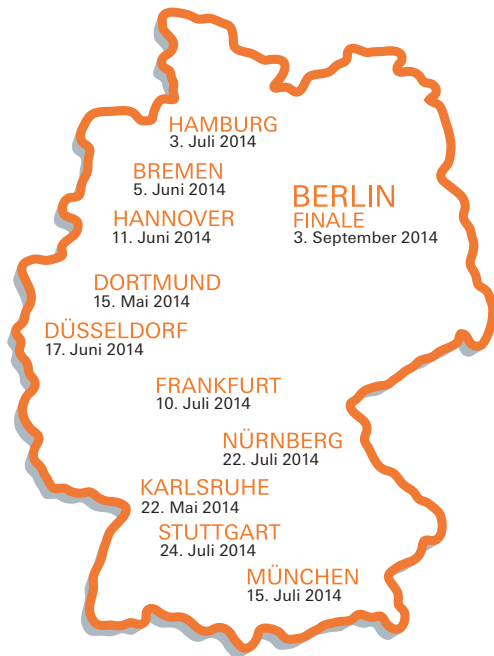 HAMBURG
3. Juli 2014
BREMEN
5. Juni 2014
BERLIN
FINALE
3. September 2014
HANNOVER
11. Juni 2014
DORTMUND
15. Mai 2014
DÜSSELDORF
17. Juni 2014
FRANKFURT
10. Juli 2014
NÜRNBERG
22. Juli 2014
KARLSRUHE
22. Mai 2014
STUTTGART
24. Juli 2014
MÜNCHEN
15. Juli 2014